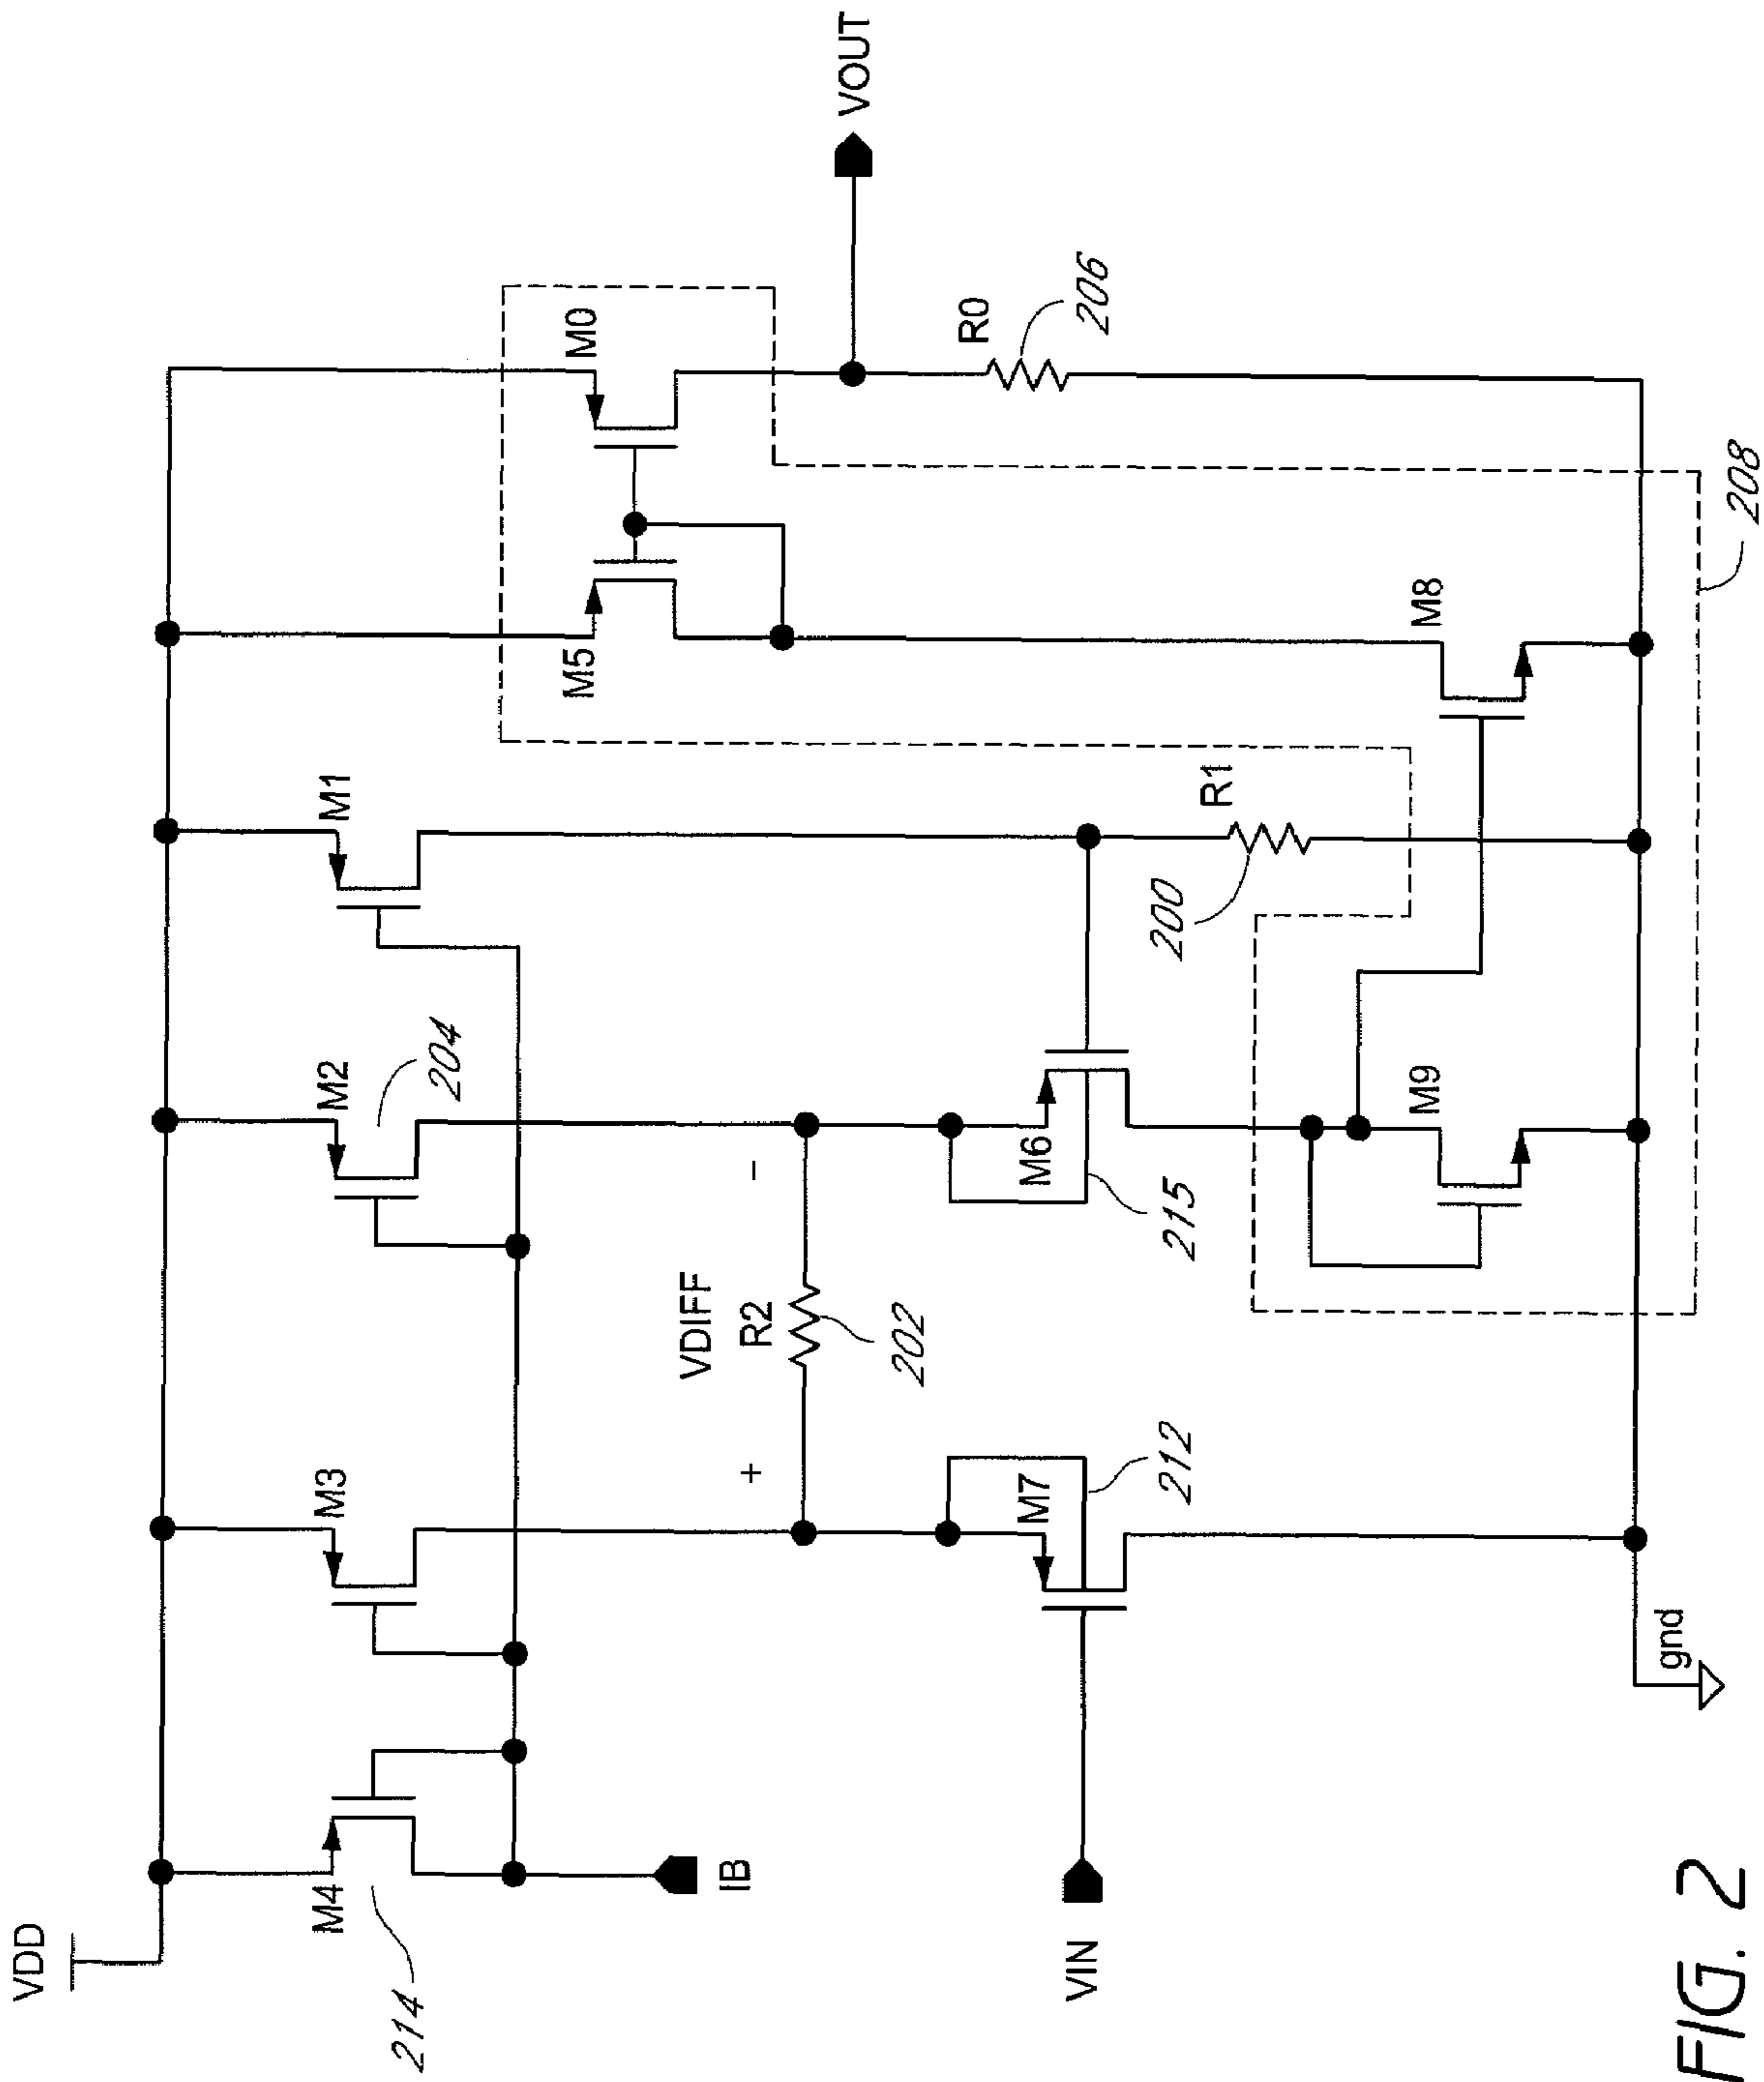 VDD
M4
214
M3
M2
204
M1
M5
M0
IB
VDIFF
+
R2
-
202
VOUT
VIN
M7
212
M6
215
R1
200
R0
206
M9
M8
208
gnd
FIG. 2